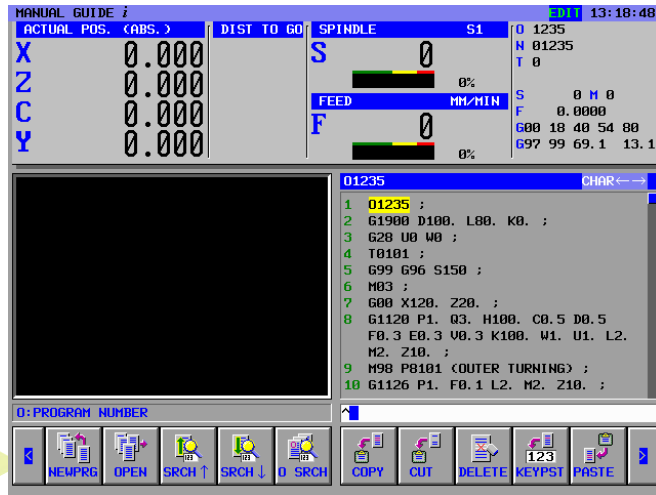 MANUAL GUIDE i EDIT 13:18:48
ACTUAL POS. (ABS.) DIST TO GO SPINDLE S1 O 1235
N 01235
T 0
X 0.000 S 0
Z 0.000 0% S 0 M 0
FEED MM/MIN F 0.0000
C 0.000 F 0 G00 18 40 54 80
Y 0.000 0% G97 99 69.1 13.1
O1235 CHAR←→
1 O1235 ;
2 G1900 D100. L80. K0. ;
3 G28 U0 W0 ;
4 T0101 ;
5 G99 G96 S150 ;
6 M03 ;
7 G00 X120. Z20. ;
8 G1120 P1. Q3. H100. C0.5 D0.5
F0.3 E0.3 V0.3 K100. W1. U1. L2.
M2. Z10. ;
9 M98 P8101 (OUTER TURNING) ;
10 G1126 P1. F0.1 L2. M2. Z10. ;
O:PROGRAM NUMBER ^
NEWPRG OPEN SRCH↑ SRCH↓ O SRCH COPY CUT DELETE KEYPST PASTE